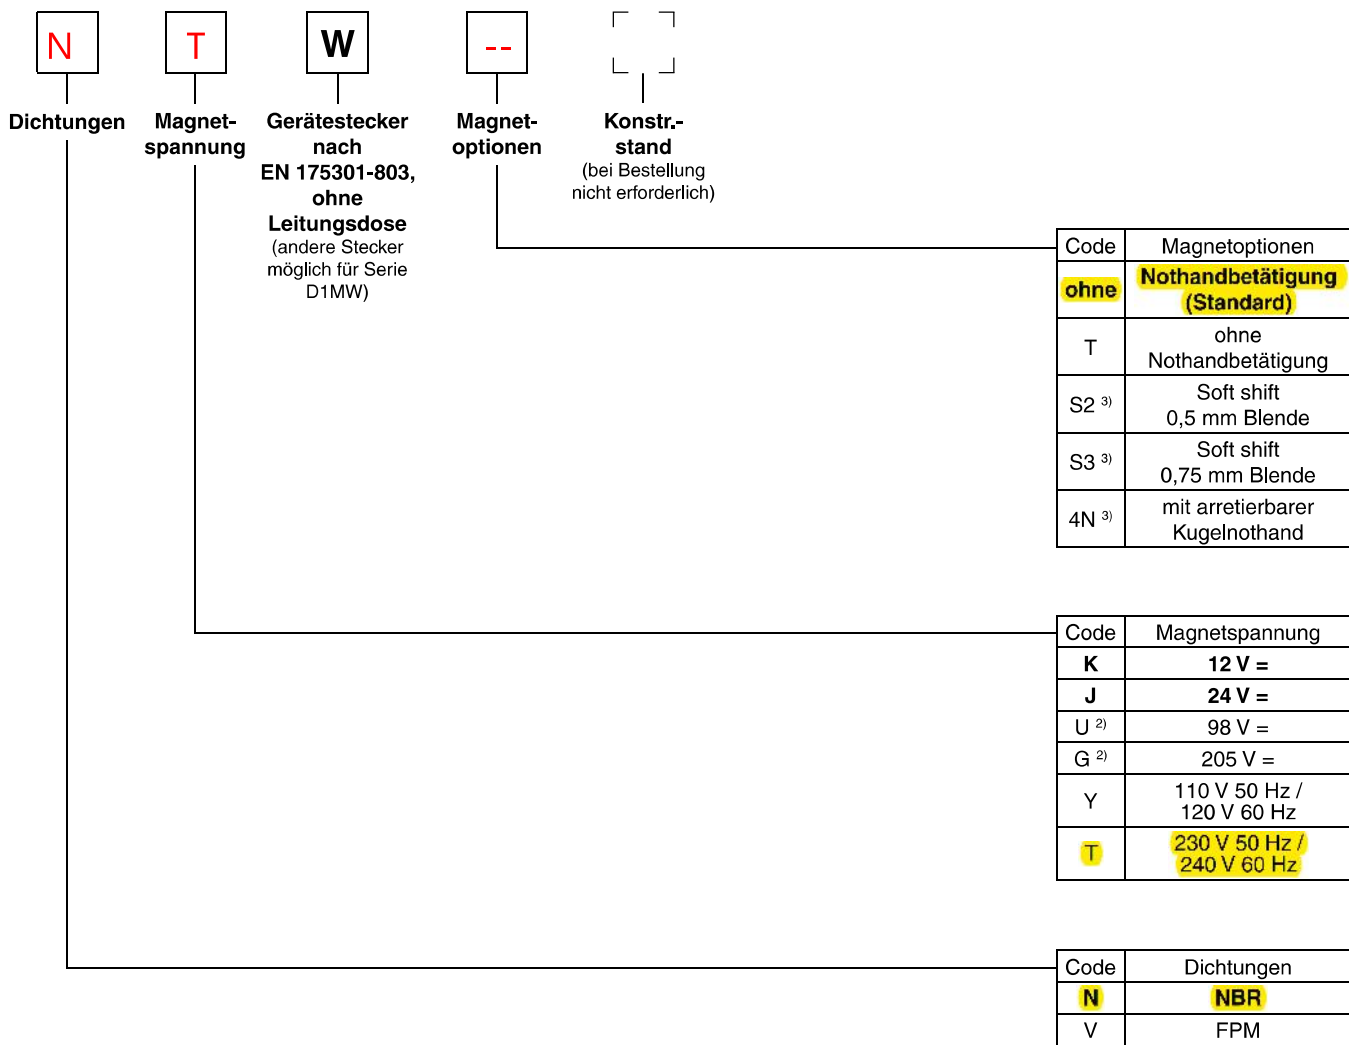 N T W --
Dichtungen
Magnet-
spannung
Gerätestecker
nach
EN 175301-803,
ohne
Leitungsdose
(andere Stecker
möglich für Serie
D1MW)
Magnet-
optionen
Konstr.-
stand
(bei Bestellung
nicht erforderlich)
Code Magnetoptionen
ohne Nothandbetätigung
(Standard)
T ohne
Nothandbetätigung
S2 3) Soft shift
0,5 mm Blende
S3 3) Soft shift
0,75 mm Blende
4N 3) mit arretierbarer
Kugelnothand
Code Magnetspannung
K 12 V =
J 24 V =
U 2) 98 V =
G 2) 205 V =
Y 110 V 50 Hz /
120 V 60 Hz
T 230 V 50 Hz /
240 V 60 Hz
Code Dichtungen
N NBR
V FPM